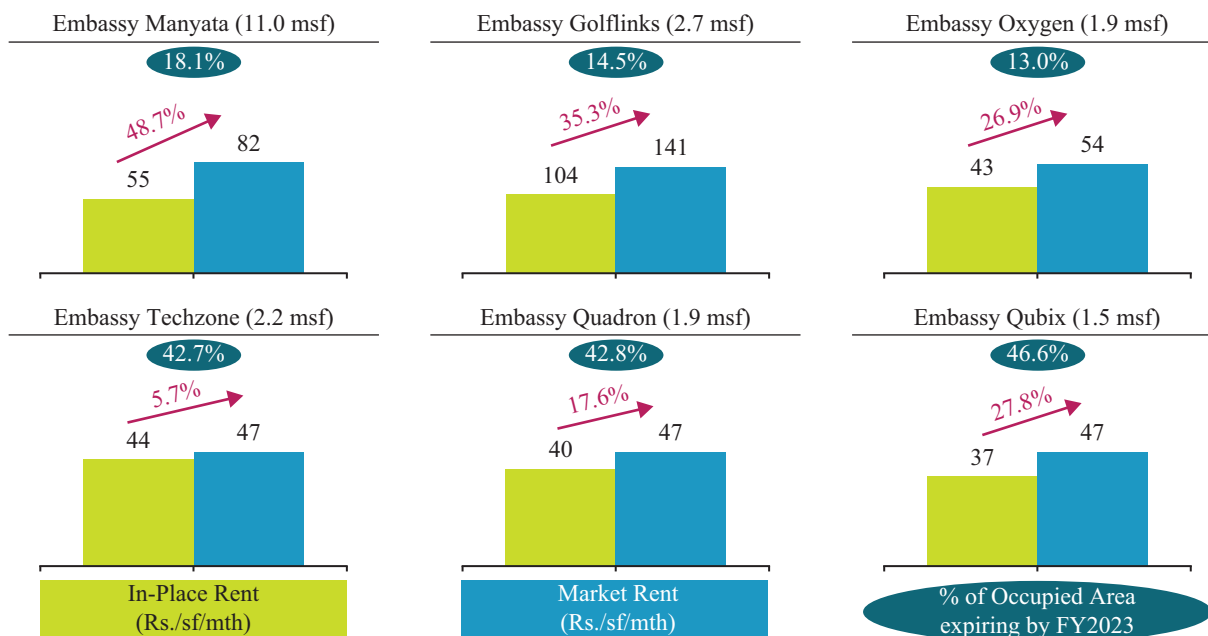 Embassy Manyata (11.0 msf)
18.1%
48.7%
55
82
Embassy Golflinks (2.7 msf)
14.5%
35.3%
104
141
Embassy Oxygen (1.9 msf)
13.0%
26.9%
43
54
Embassy Techzone (2.2 msf)
42.7%
5.7%
44
47
Embassy Quadron (1.9 msf)
42.8%
17.6%
40
47
Embassy Qubix (1.5 msf)
46.6%
27.8%
37
47
In-Place Rent
(Rs./sf/mth)
Market Rent
(Rs./sf/mth)
% of Occupied Area
expiring by FY2023